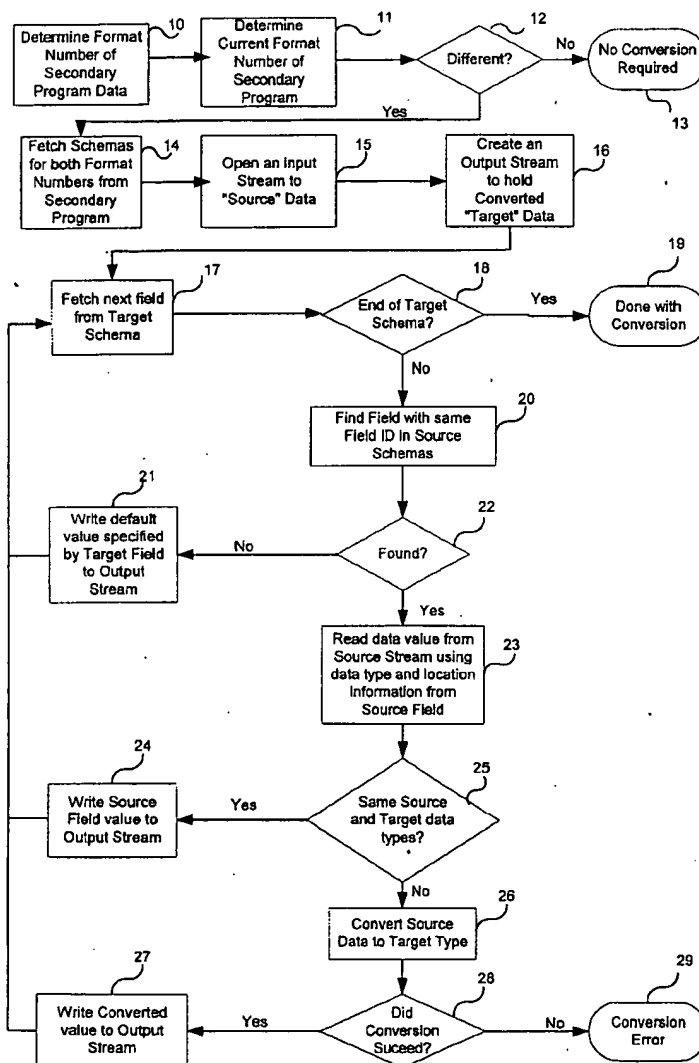 10
Determine Format
Number of
Secondary
Program Data
11
Determine
Current Format
Number of
Secondary
Program
12
Different?
No
No Conversion
Required
13
Yes
Fetch Schemas
for both Format
Numbers from
Secondary
Program
14
15
Open an Input
Stream to
"Source" Data
16
Create an
Output Stream
to hold
Converted
"Target" Data
17
Fetch next field
from Target
Schema
18
End of Target
Schema?
Yes
19
Done with
Conversion
No
20
Find Field with same
Field ID in Source
Schemas
21
Write default
value specified
by Target Field
to Output
Stream
No
22
Found?
Yes
Read data value from
Source Stream using
data type and location
Information from
Source Field
23
24
Write Source
Field value to
Output Stream
Yes
25
Same Source
and Target data
types?
No
26
Convert Source
Data to Target Type
27
Write Converted
value to Output
Stream
Yes
28
Did
Conversion
Suceed?
No
29
Conversion
Error